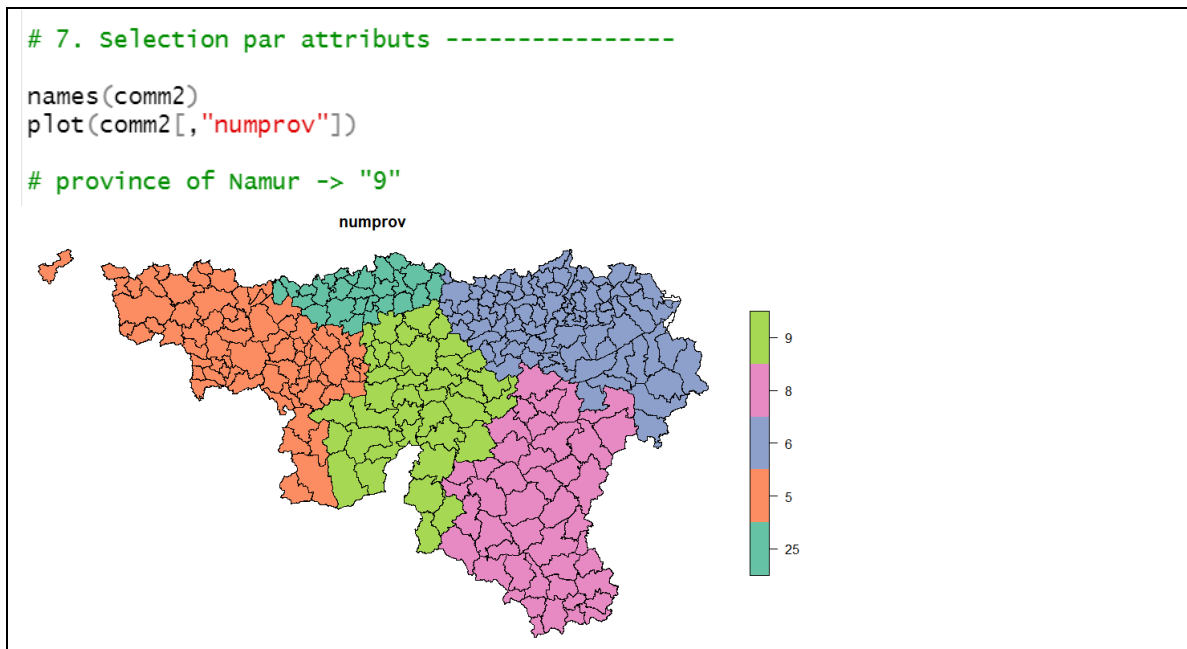 # 7. Selection par attributs ----------------
names(comm2)
plot(comm2[,"numprov"])
# province of Namur -> "9"
numprov
9
8
6
5
25